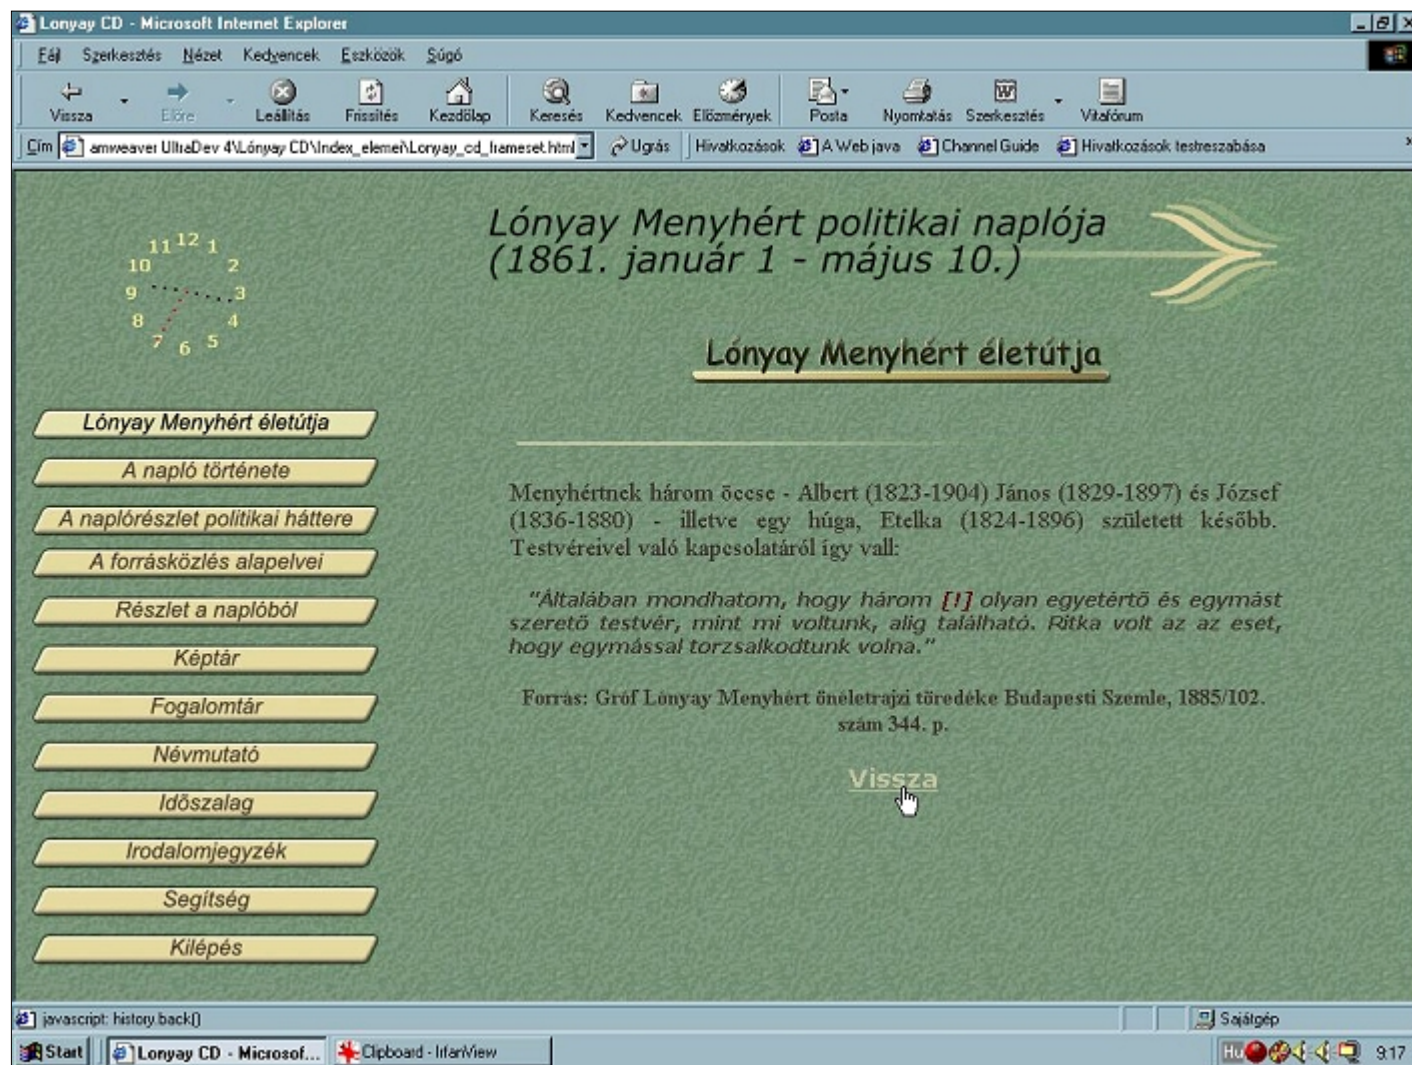 Lonyay CD - Microsoft Internet Explorer
Fájl Szerkesztés Nézet Kedvencek Eszközök Súgó
Vissza Előre Leállítás Frissítés Kezdőlap Keresés Kedvencek Előzmények Posta Nyomtatás Szerkesztés Vitafórum
Cím amweaver UltraDev 4\Lónyay CD\Index_elemei\Lonyay_cd_frameset.html Ugrás Hivatkozások A Web java Channel Guide Hivatkozások testreszabása
Lónyay Menyhért politikai naplója
(1861. január 1 - május 10.)
12
11 1
10 2
9 3
8 4
7 6 5
Lónyay Menyhért életútja
Lónyay Menyhért életútja
A napló története
A naplórészlet politikai háttere
A forrásközlés alapelvei
Részlet a naplóból
Képtár
Fogalomtár
Névmutató
Idõszalag
Irodalomjegyzék
Segítség
Kilépés
Menyhértnek három öccse - Albert (1823-1904) János (1829-1897) és József
(1836-1880) - illetve egy húga, Etelka (1824-1896) született később.
Testvéreivel való kapcsolatáról így vall:
"Általában mondhatom, hogy három [!] olyan egyetértõ és egymást
szeretõ testvér, mint mi voltunk, alig található. Ritka volt az az eset,
hogy egymással torzsalkodtunk volna."
Forrás: Gróf Lónyay Menyhért önéletrajzi töredéke Budapesti Szemle, 1885/102.
szám 344. p.
Vissza
javascript: history.back() Sajátgép
Start Lonyay CD - Microsof... Clipboard - IrfanView Hu 9:17